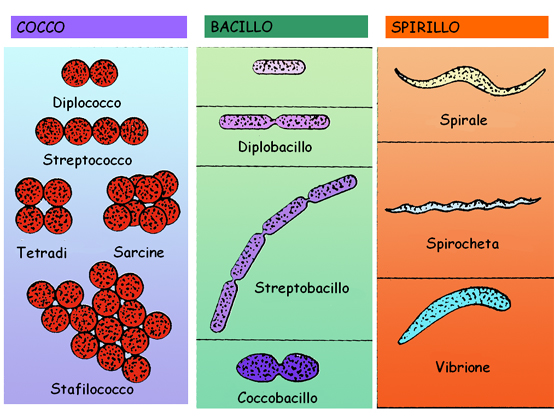 COCCO
Diplococco
Streptococco
Tetradi
Sarcine
Stafilococco
BACILLO
Diplobacillo
Streptobacillo
Coccobacillo
SPIRILLO
Spirale
Spirocheta
Vibrione